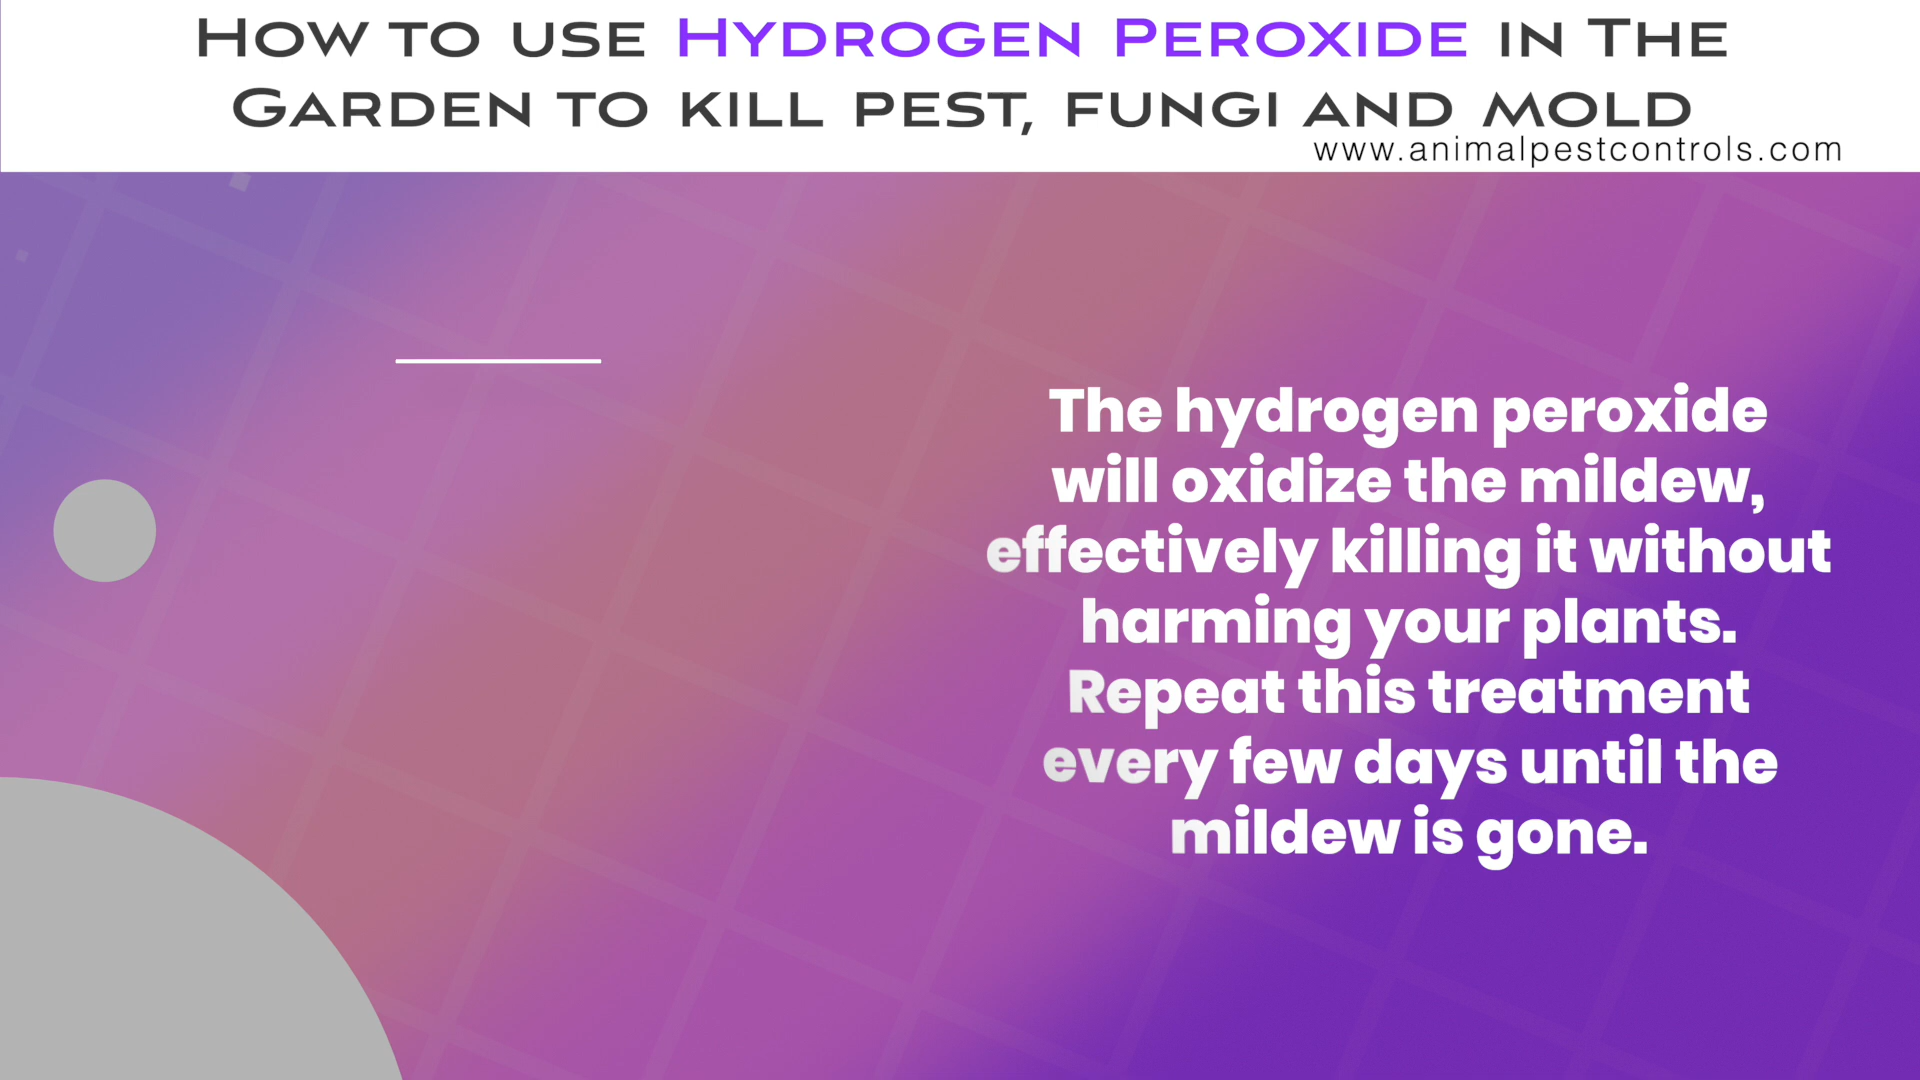 How to use Hydrogen Peroxide in The
Garden to kill pest, fungi and mold
www.animalpestcontrols.com
The hydrogen peroxide
will oxidize the mildew,
effectively killing it without
harming your plants.
Repeat this treatment
every few days until the
mildew is gone.